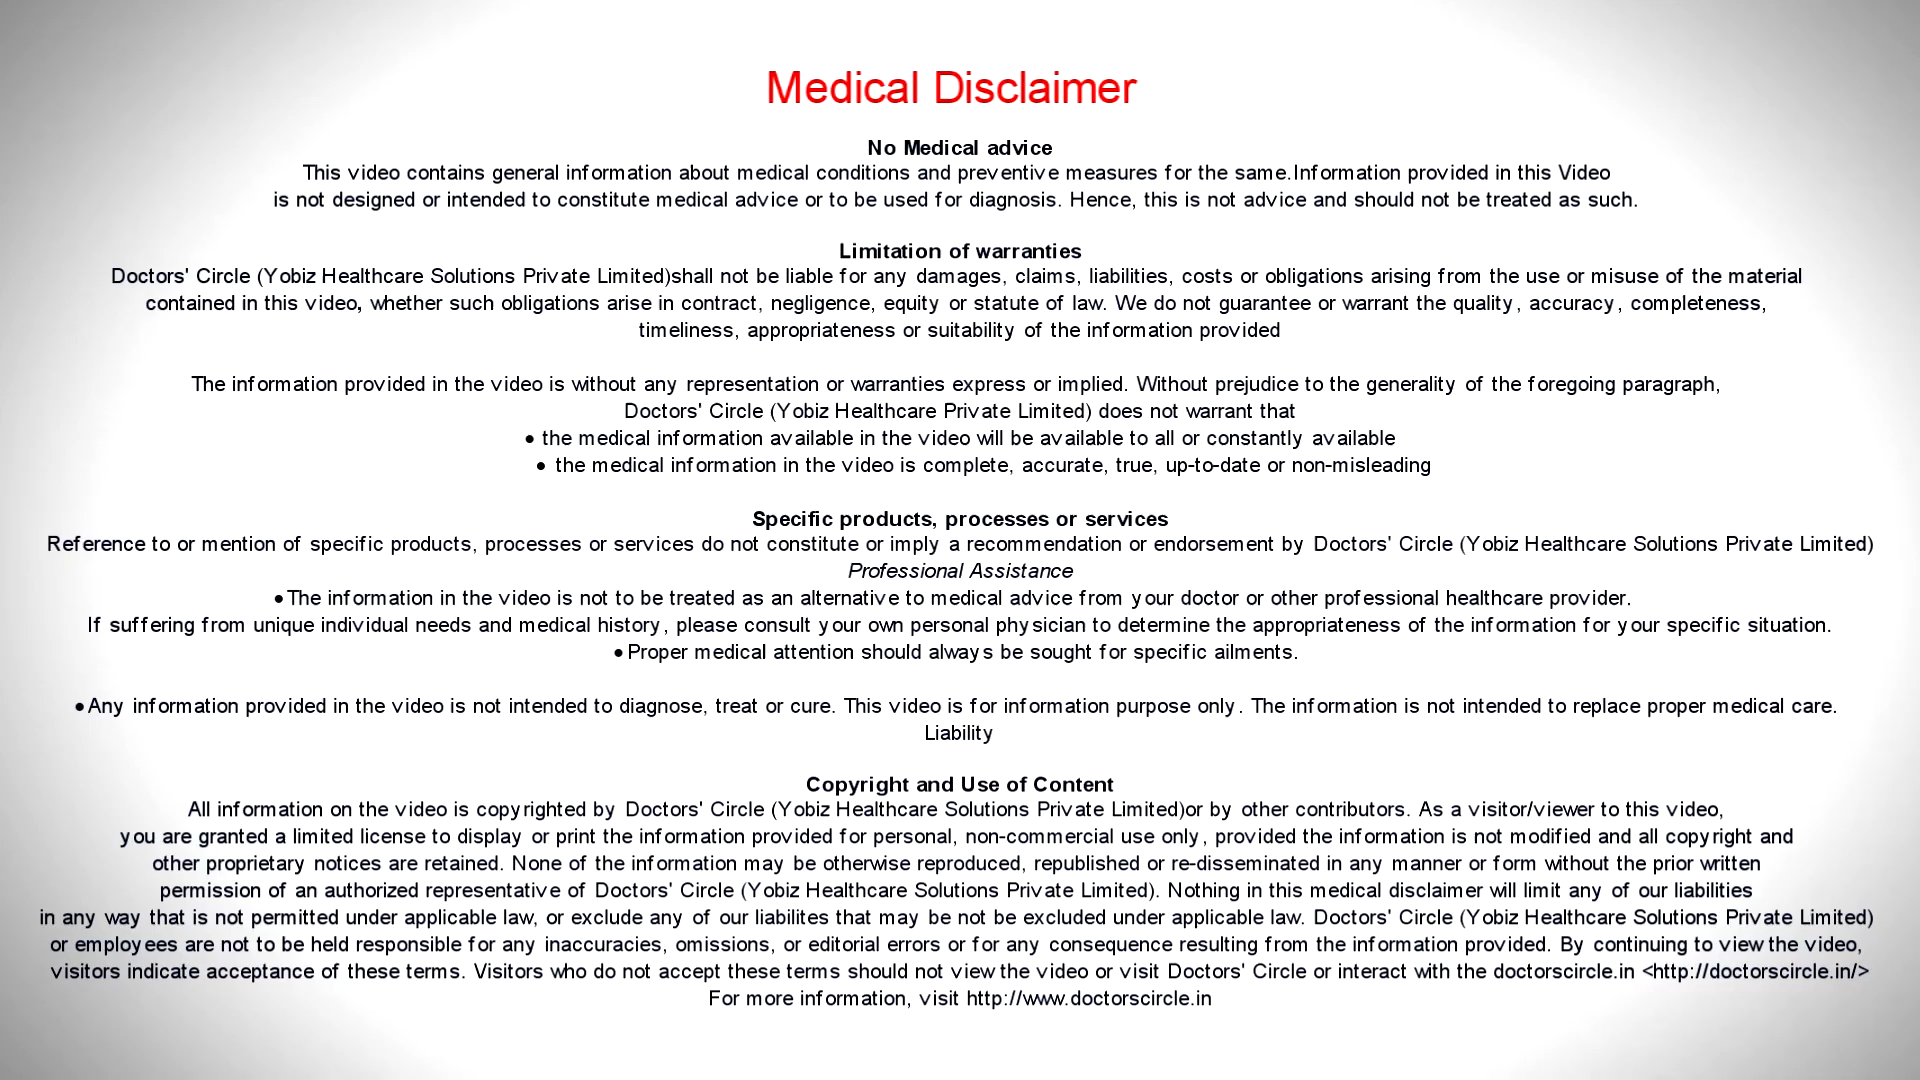 Medical Disclaimer
No Medical advice
This video contains general information about medical conditions and preventive measures for the same.Information provided in this Video
is not designed or intended to constitute medical advice or to be used for diagnosis. Hence, this is not advice and should not be treated as such.
Limitation of warranties
Doctors' Circle (Yobiz Healthcare Solutions Private Limited)shall not be liable for any damages, claims, liabilities, costs or obligations arising from the use or misuse of the material
contained in this video, whether such obligations arise in contract, negligence, equity or statute of law. We do not guarantee or warrant the quality, accuracy, completeness,
timeliness, appropriateness or suitability of the information provided
The information provided in the video is without any representation or warranties express or implied. Without prejudice to the generality of the foregoing paragraph,
Doctors' Circle (Yobiz Healthcare Private Limited) does not warrant that
• the medical information available in the video will be available to all or constantly available
• the medical information in the video is complete, accurate, true, up-to-date or non-misleading
Specific products, processes or services
Reference to or mention of specific products, processes or services do not constitute or imply a recommendation or endorsement by Doctors' Circle (Yobiz Healthcare Solutions Private Limited)
Professional Assistance
•The information in the video is not to be treated as an alternative to medical advice from your doctor or other professional healthcare provider.
If suffering from unique individual needs and medical history, please consult your own personal physician to determine the appropriateness of the information for your specific situation.
•Proper medical attention should always be sought for specific ailments.
•Any information provided in the video is not intended to diagnose, treat or cure. This video is for information purpose only. The information is not intended to replace proper medical care.
Liability
Copyright and Use of Content
All information on the video is copyrighted by Doctors' Circle (Yobiz Healthcare Solutions Private Limited)or by other contributors. As a visitor/viewer to this video,
you are granted a limited license to display or print the information provided for personal, non-commercial use only, provided the information is not modified and all copyright and
other proprietary notices are retained. None of the information may be otherwise reproduced, republished or re-disseminated in any manner or form without the prior written
permission of an authorized representative of Doctors' Circle (Yobiz Healthcare Solutions Private Limited). Nothing in this medical disclaimer will limit any of our liabilities
in any way that is not permitted under applicable law, or exclude any of our liabilites that may be not be excluded under applicable law. Doctors' Circle (Yobiz Healthcare Solutions Private Limited)
or employees are not to be held responsible for any inaccuracies, omissions, or editorial errors or for any consequence resulting from the information provided. By continuing to view the video,
visitors indicate acceptance of these terms. Visitors who do not accept these terms should not view the video or visit Doctors' Circle or interact with the doctorscircle.in <http://doctorscircle.in/>
For more information, visit http://www.doctorscircle.in